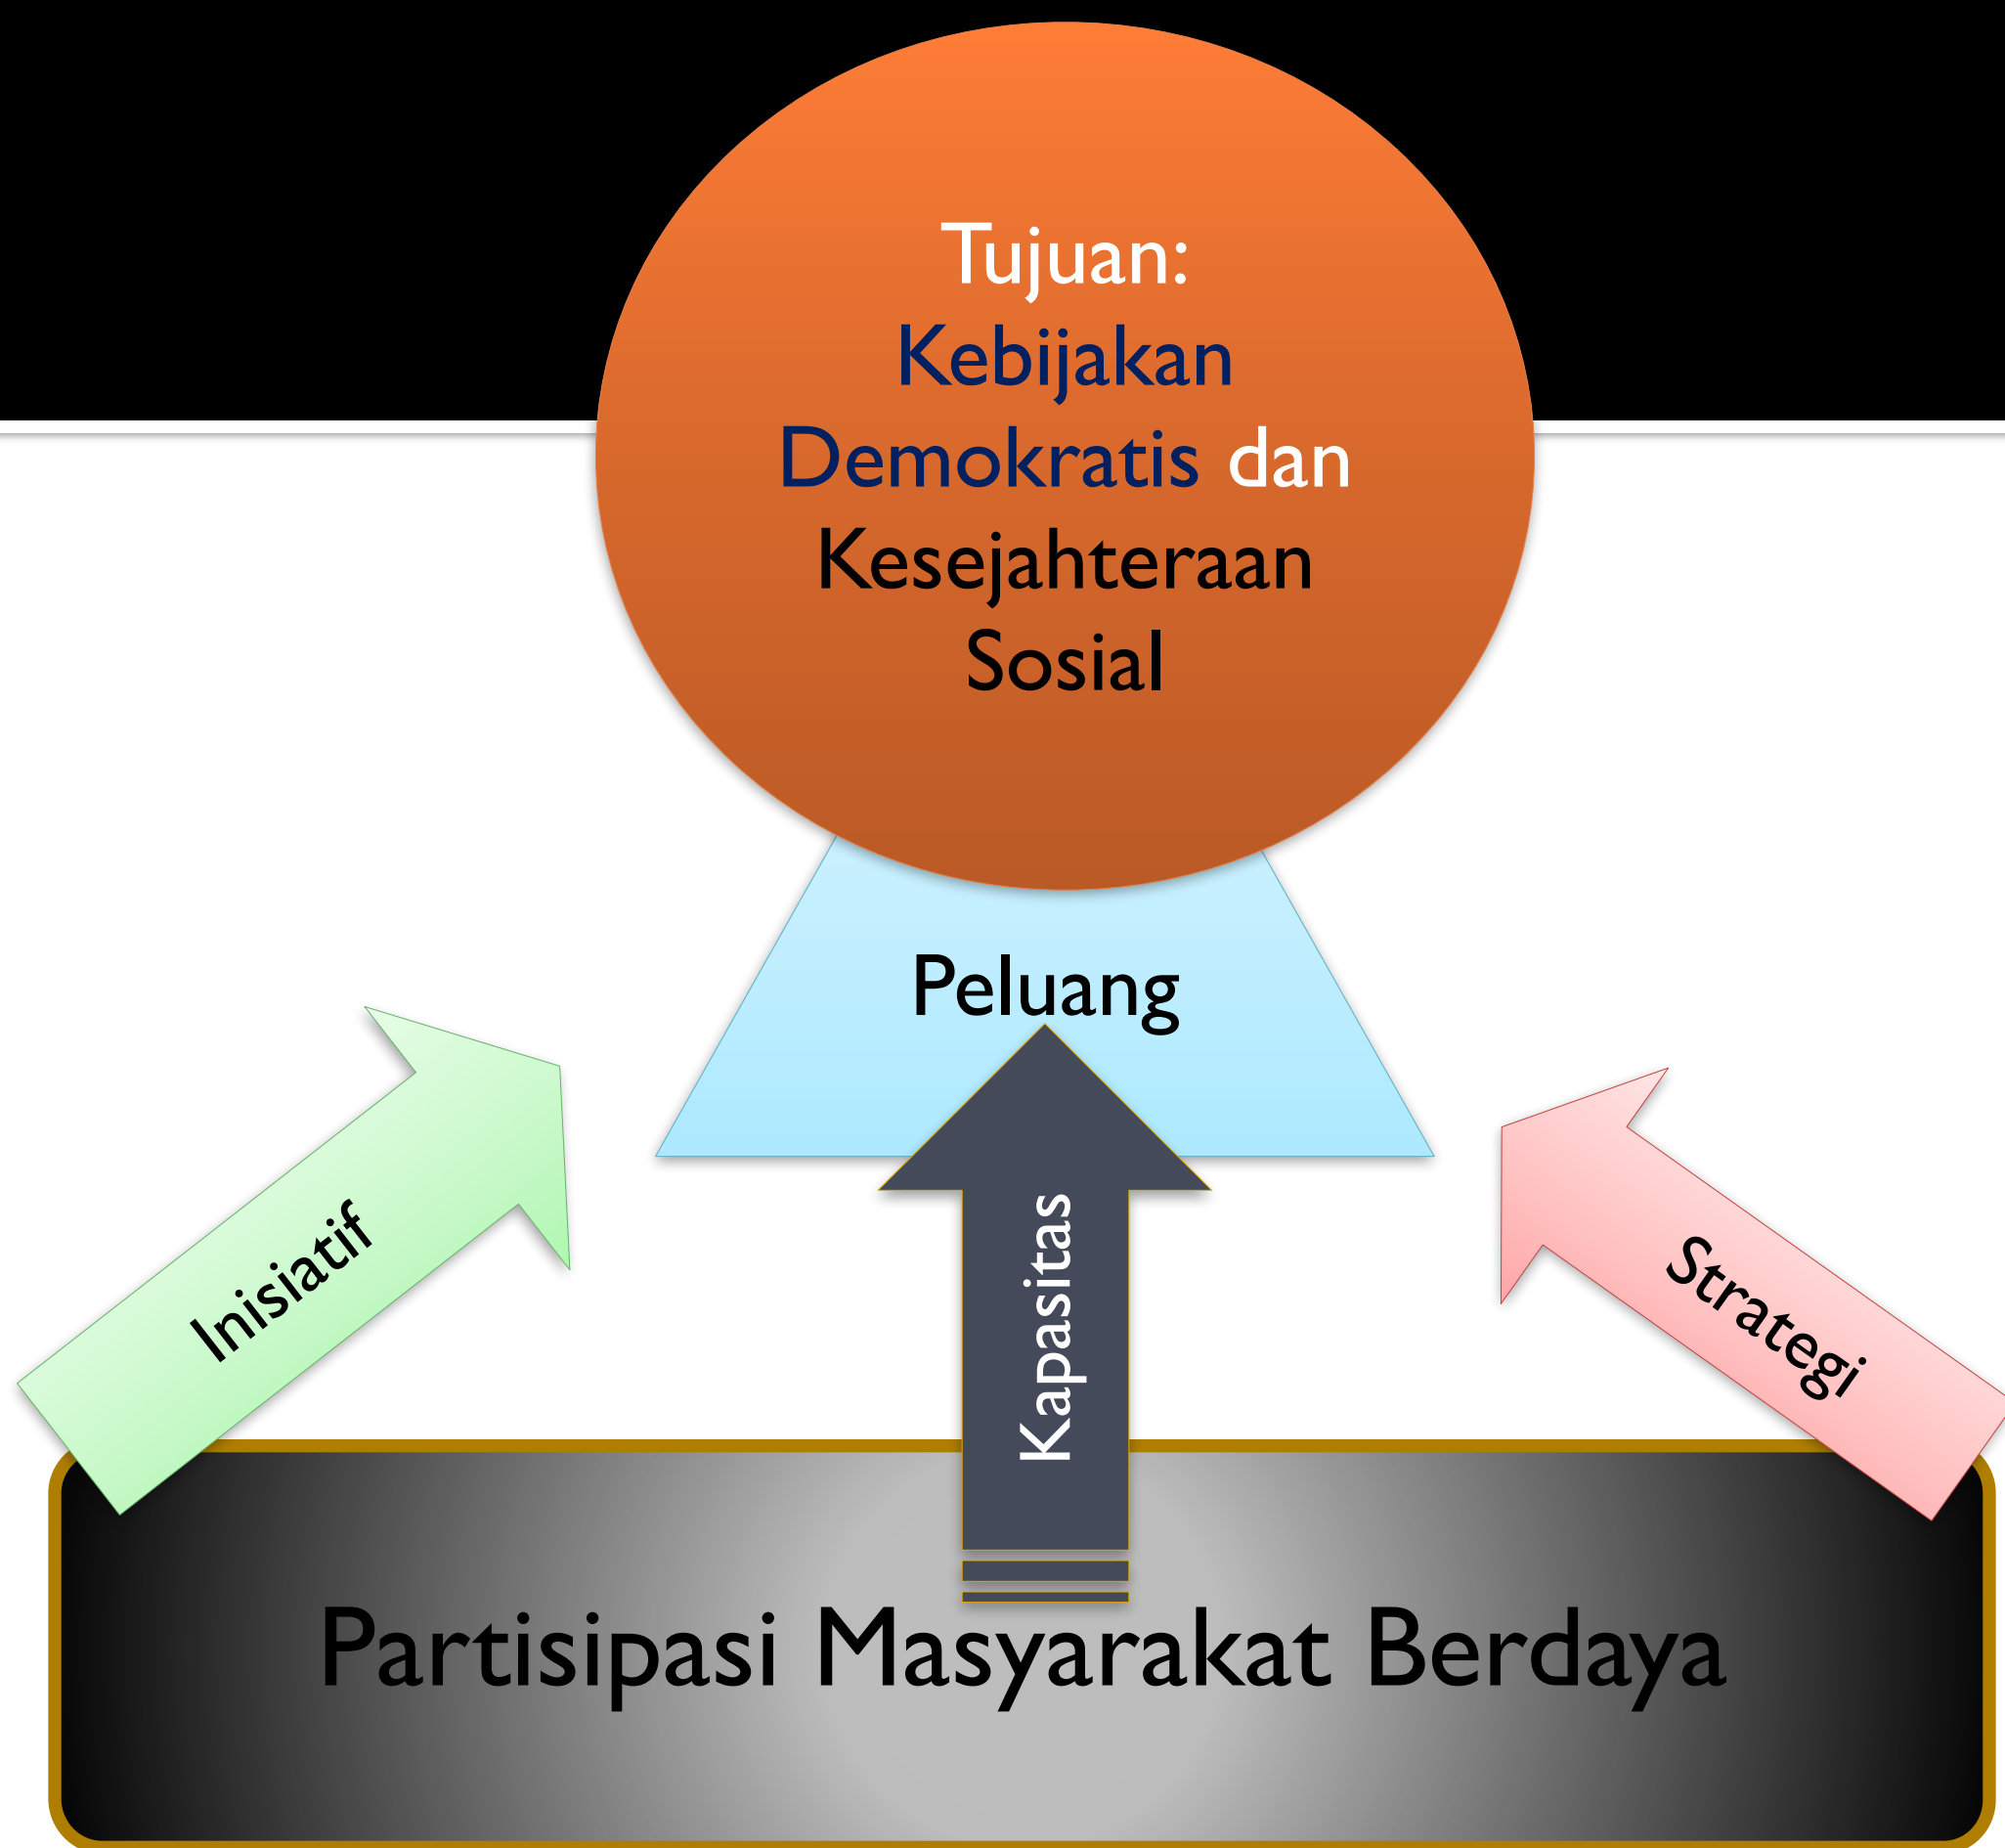 Tujuan:
Kebijakan
Demokratis dan
Kesejahteraan
Sosial
Peluang
Inisiatif
Kapasitas
Strategi
Partisipasi Masyarakat Berdaya